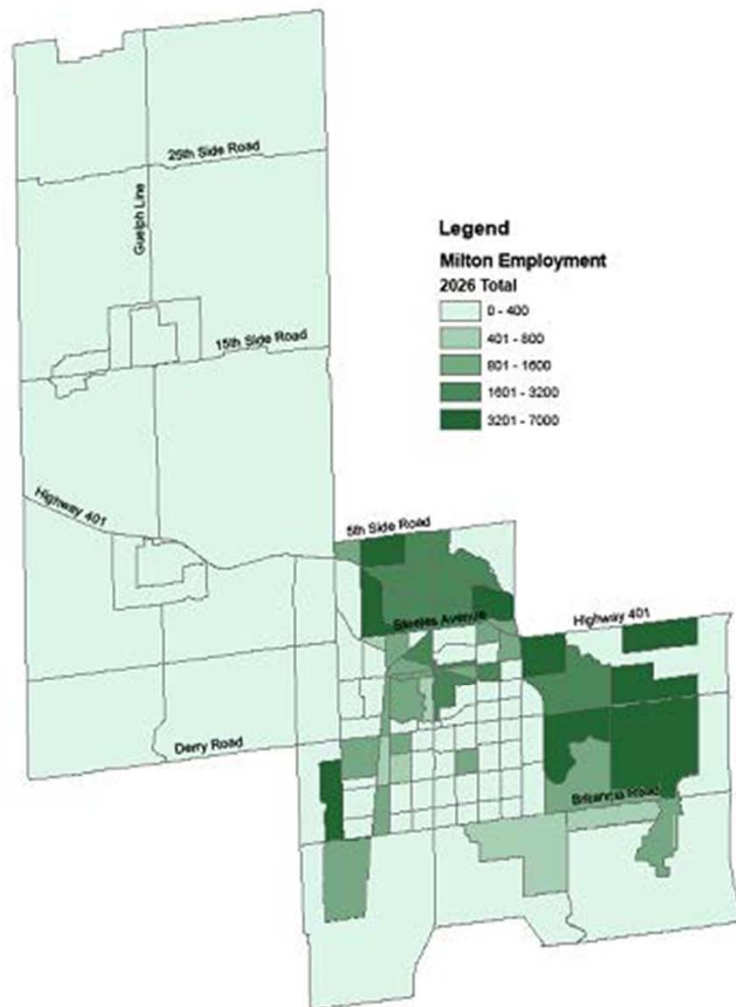 25th Side Road
Guelph Line
Legend
Milton Employment
2026 Total
0 - 400
401 - 800
801 - 1600
1601 - 3200
3201 - 7000
15th Side Road
Highway 401
5th Side Road
Steeles Avenue
Highway 401
Derry Road
Britannia Road